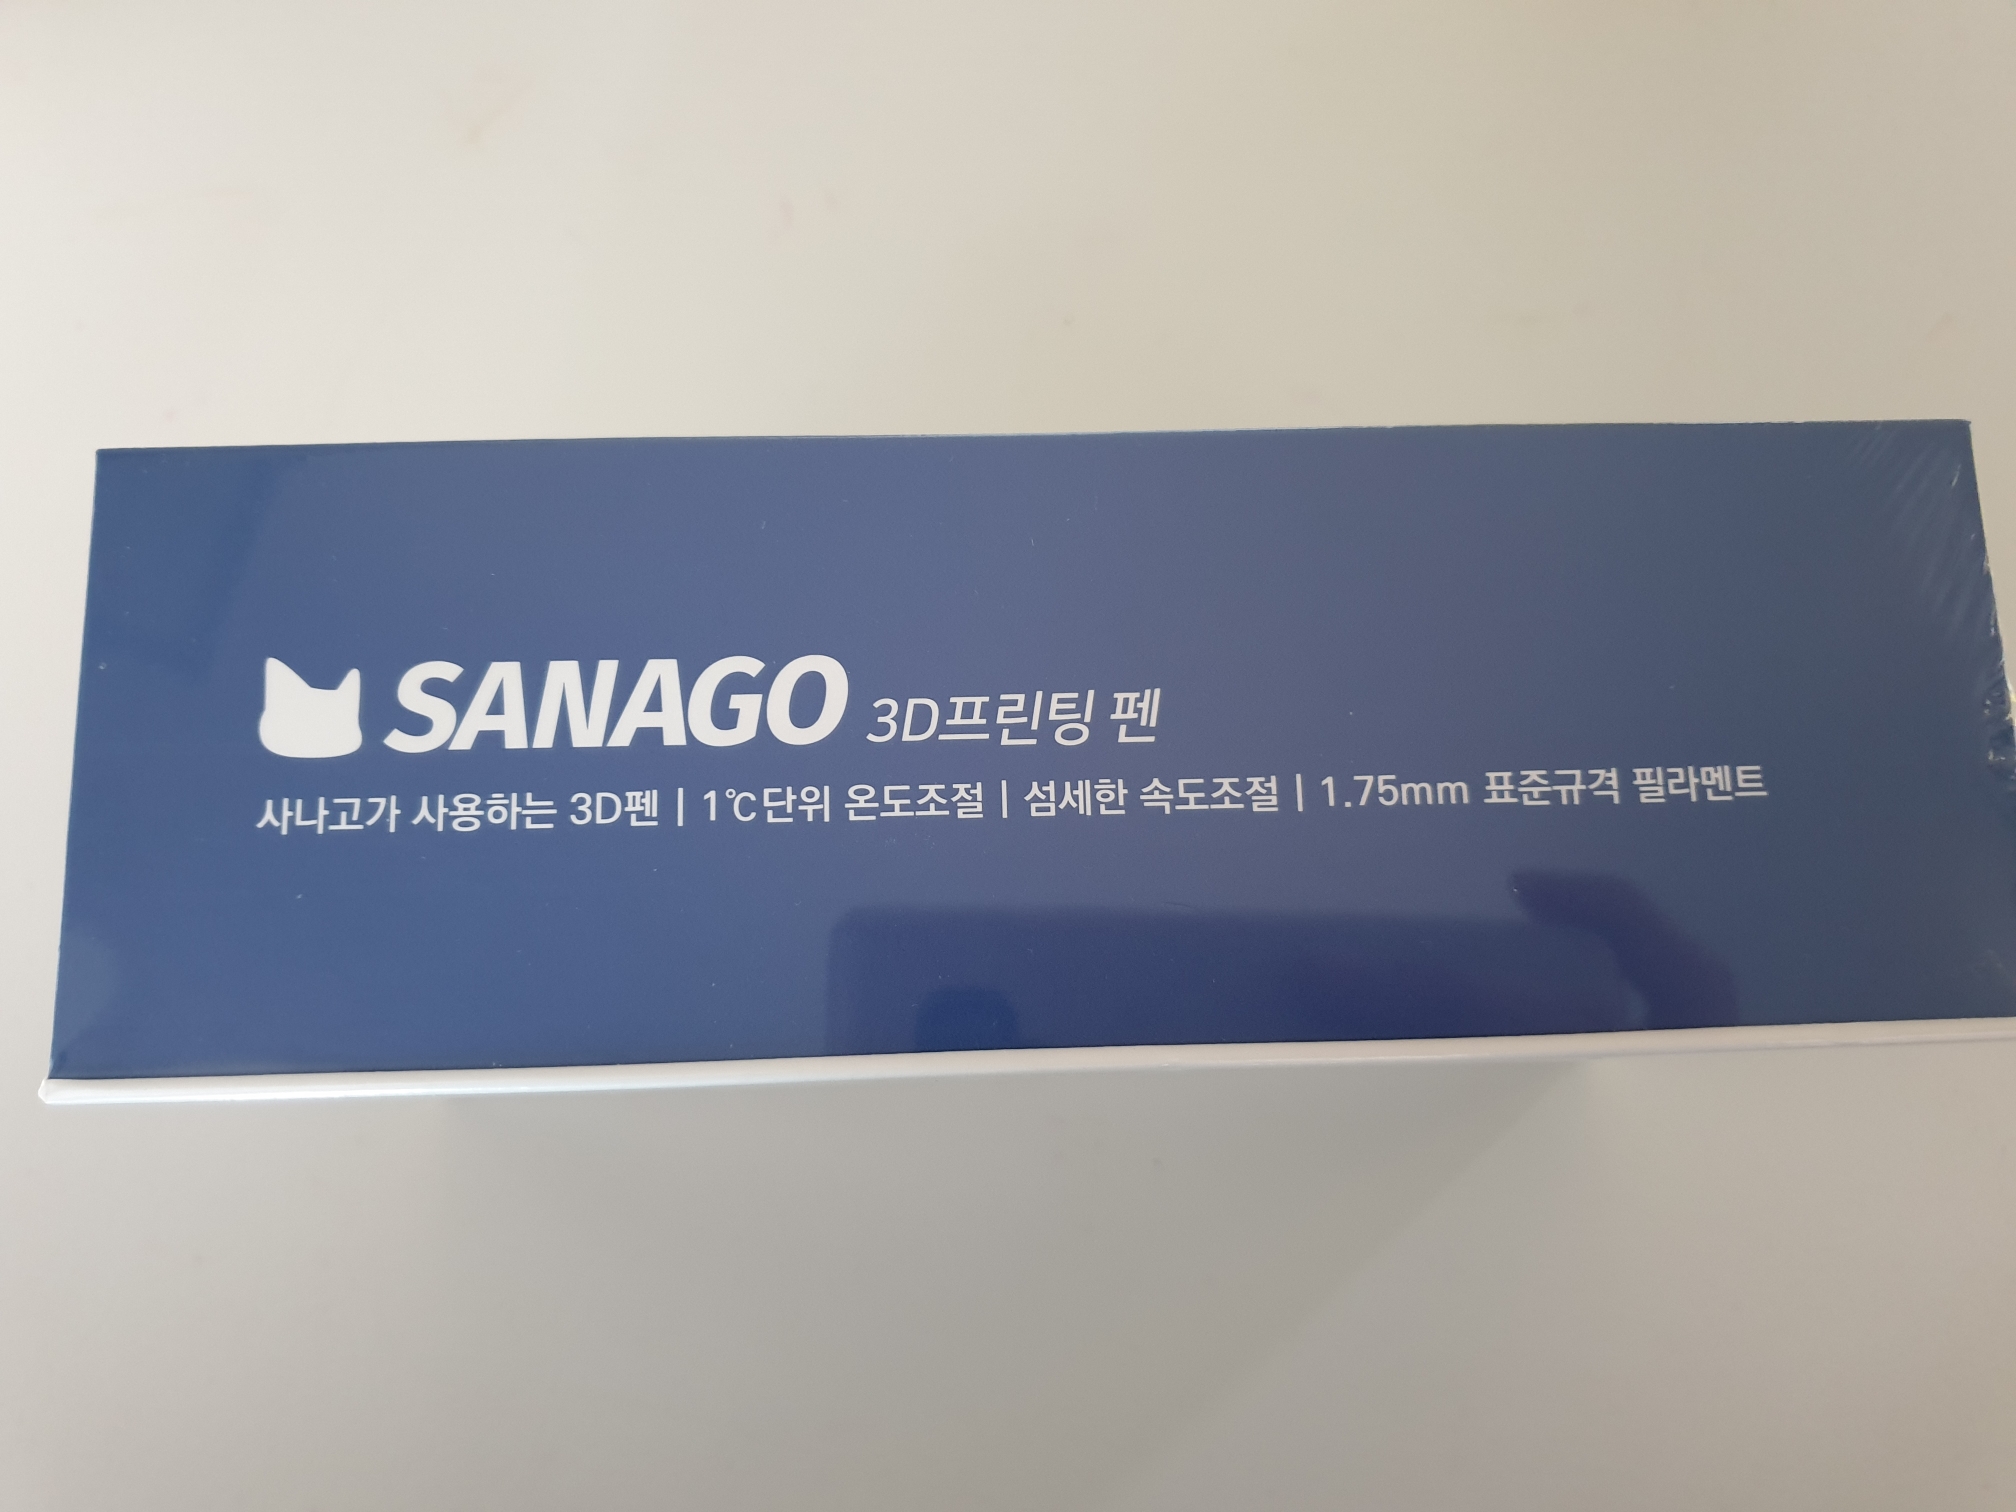 SANAGO 3D프린팅 펜
사나고가 사용하는 3D펜 | 1℃단위 온도조절 | 섬세한 속도조절 | 1.75mm 표준규격 필라멘트